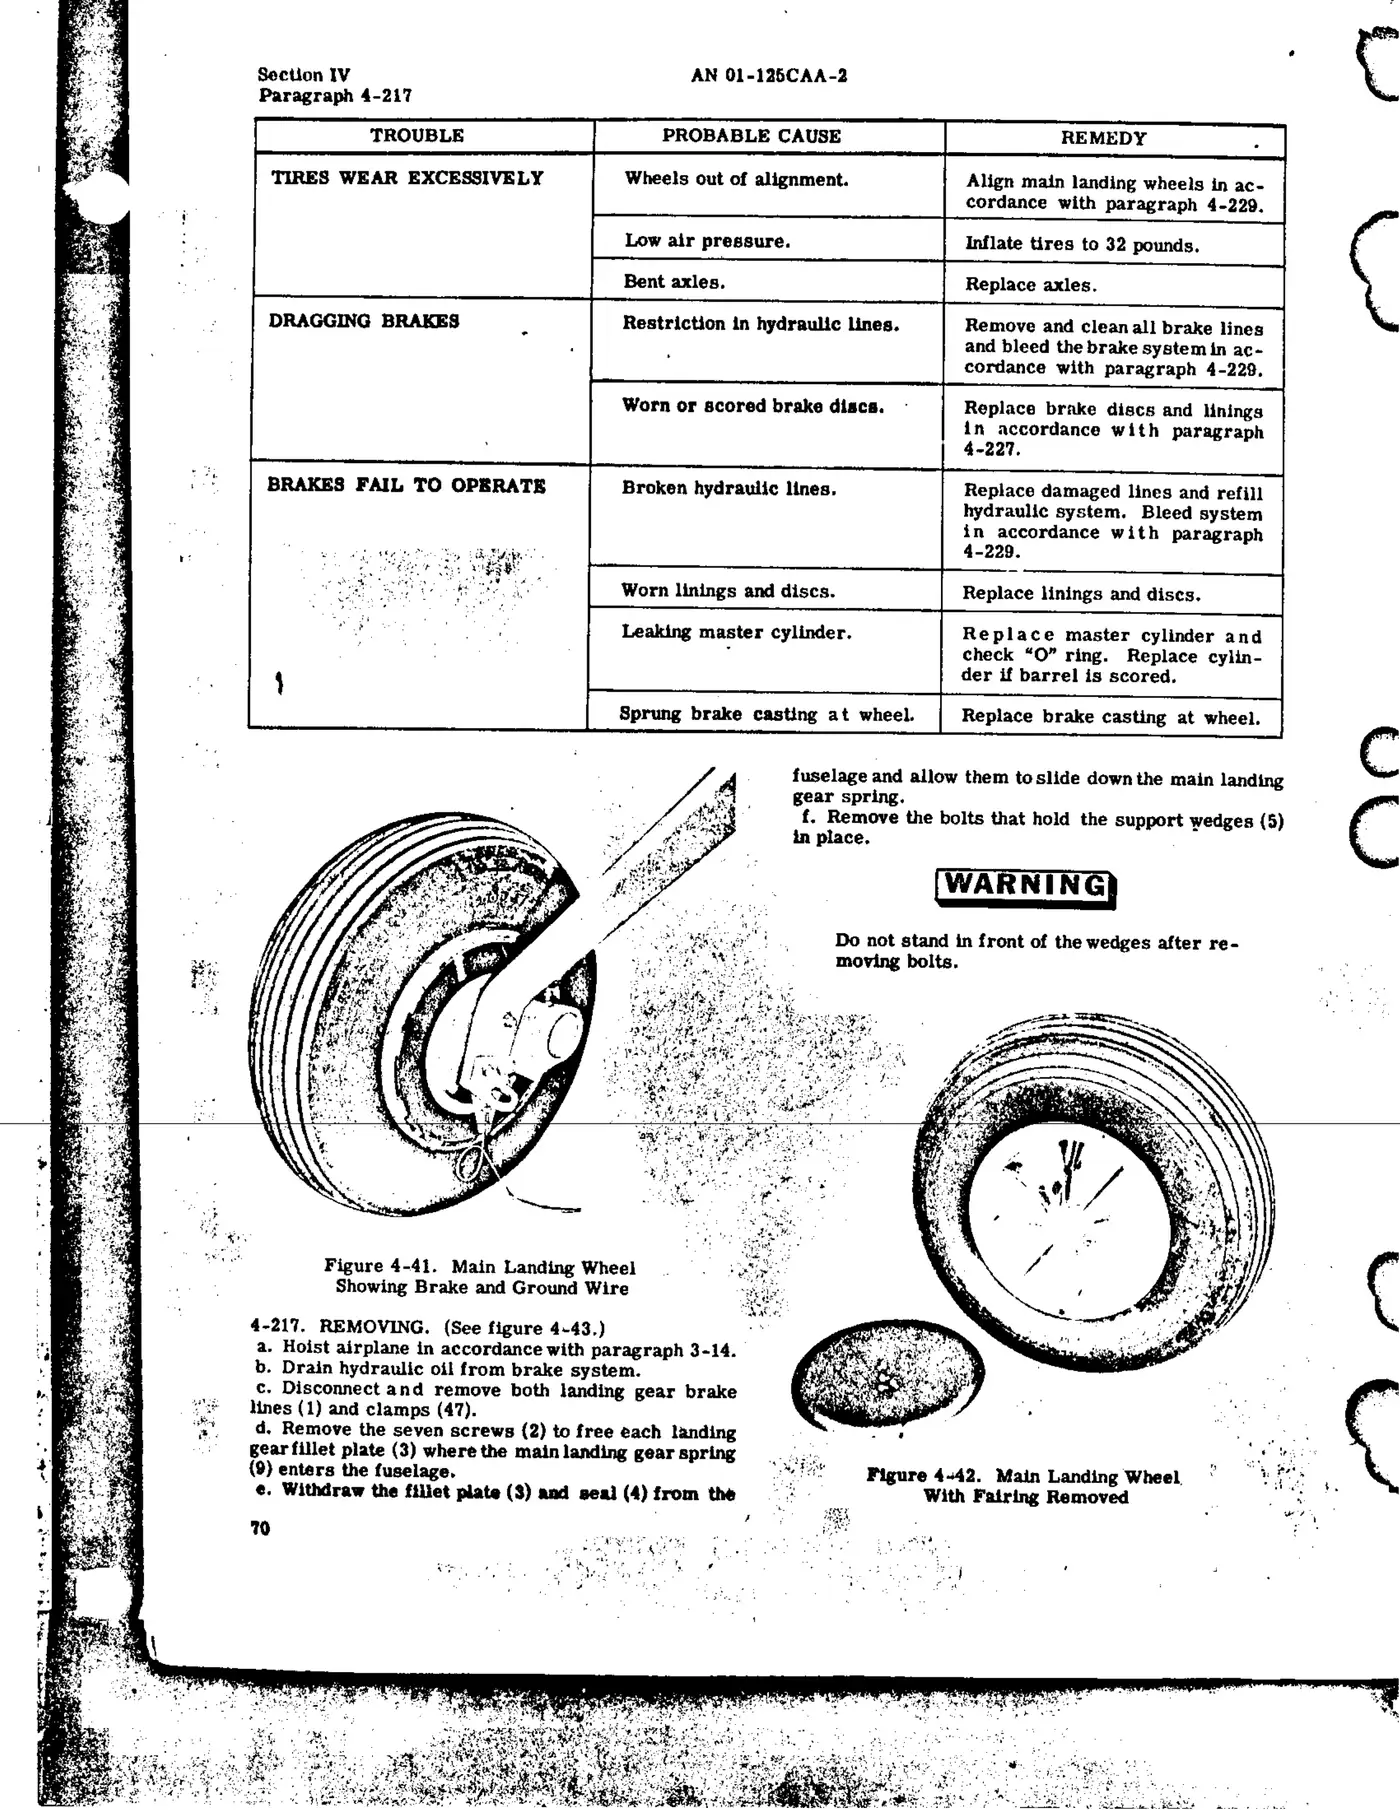 Section IV
AN 01-125CAA-2
Paragraph 4-217
TROUBLE
PROBABLE CAUSE
REMEDY
TIRES WEAR EXCESSIVELY
Wheels out of alignment.
Align main landing wheels in ac-
cordance with paragraph 4-229.
Low air pressure.
Inflate tires to 32 pounds.
Bent axles.
Replace axles.
DRAGGING BRAKES
Restriction in hydraulic lines.
Remove and clean all brake lines
and bleed the brake system in ac-
cordance with paragraph 4-229.
Worn or scored brake discs.
Replace brake discs and linings
in accordance with paragraph
4-227.
BRAKES FAIL TO OPERATE
Broken hydraulic lines.
Replace damaged lines and refill
hydraulic system. Bleed system
in accordance with paragraph
4-229.
Worn linings and discs.
Replace linings and discs.
Leaking master cylinder.
Replace master cylinder and
check "O" ring. Replace cylin-
der if barrel is scored.
Sprung brake casting at wheel.
Replace brake casting at wheel.
Figure 4-41. Main Landing Wheel
Showing Brake and Ground Wire
4-217. REMOVING. (See figure 4-43.)
a. Hoist airplane in accordance with paragraph 3-14.
b. Drain hydraulic oil from brake system.
c. Disconnect and remove both landing gear brake
lines (1) and clamps (47).
d. Remove the seven screws (2) to free each landing
gear fillet plate (3) where the main landing gear spring
(9) enters the fuselage.
e. Withdraw the fillet plate (3) and seal (4) from the
fuselage and allow them to slide down the main landing
gear spring.
f. Remove the bolts that hold the support wedges (5)
in place.
WARNING
Do not stand in front of the wedges after re-
moving bolts.
Figure 4-42. Main Landing Wheel
With Fairing Removed
70